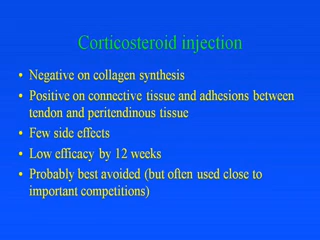 Corticosteroid injection
• Negative on collagen synthesis
• Positive on connective tissue and adhesions between
tendon and peritendinous tissue
• Few side effects
• Low efficacy by 12 weeks
• Probably best avoided (but often used close to
important competitions)